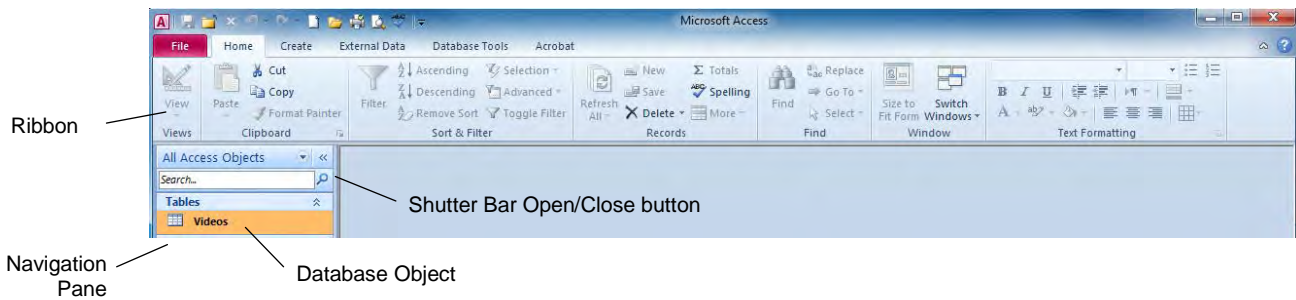 Microsoft Access
File Home Create External Data Database Tools Acrobat
Cut Ascending Selection New Σ Totals Replace
Copy Descending Advanced Save Spelling Go To
View Paste Format Painter Filter Remove Sort Toggle Filter Refresh All Delete More Find Select Size to Fit Form Switch Windows B I U A
Views Clipboard Sort & Filter Records Find Window Text Formatting
Ribbon
All Access Objects
Search...
Tables
Videos
Shutter Bar Open/Close button
Navigation
Pane
Database Object